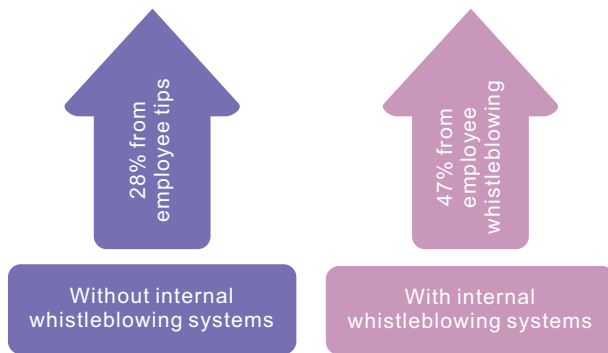 28% from
employee tips
47% from
employee
whistleblowing
Without internal
whistleblowing systems
With internal
whistleblowing systems